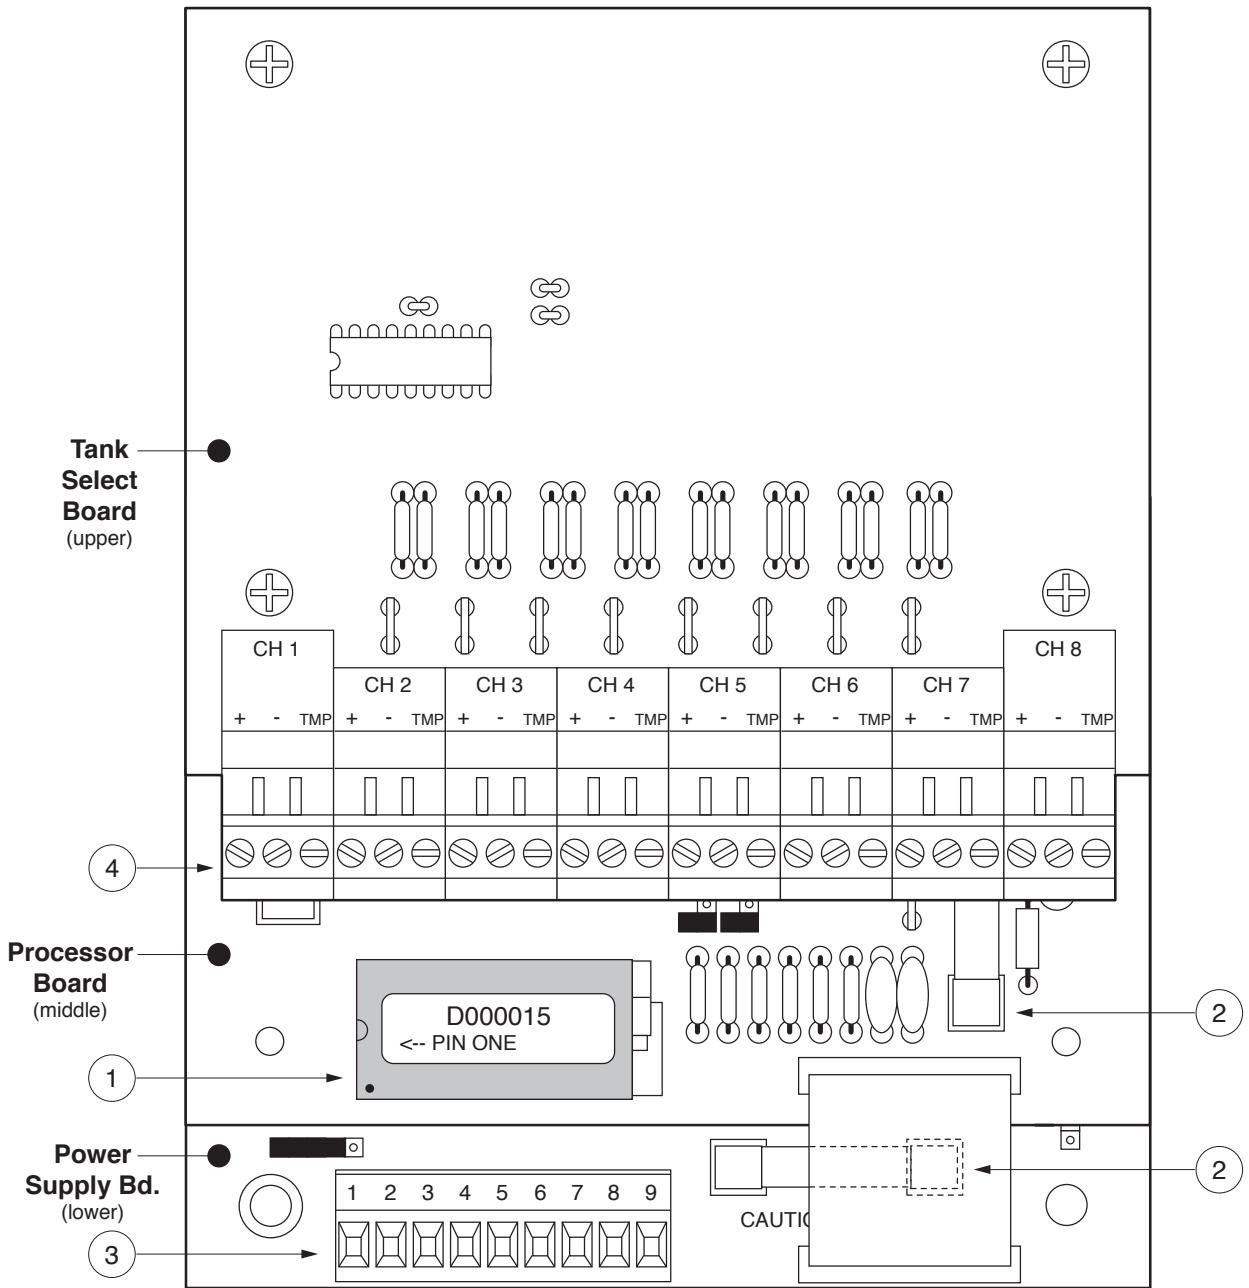 Tank
Select
Board
(upper)
CH 1
CH 8
CH 2
CH 3
CH 4
CH 5
CH 6
CH 7
+ - TMP + - TMP + - TMP + - TMP + - TMP + - TMP + - TMP + -
4
Processor
Board
(middle)
D000015
<-- PIN ONE
2
1
Power
Supply Bd.
(lower)
2
1 2 3 4 5 6 7 8 9
CAUTIO
3